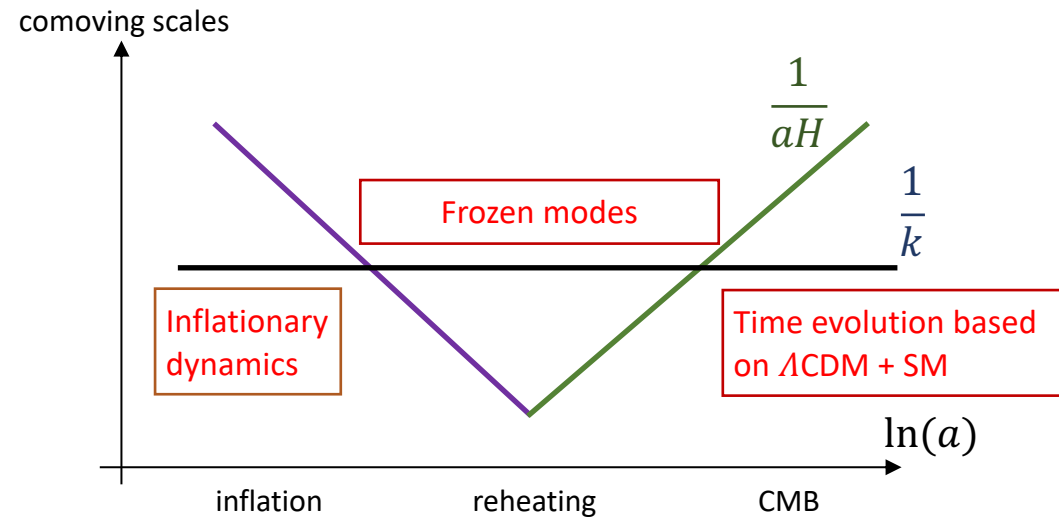 comoving scales
1
aH
Frozen modes
1
k
Inflationary
dynamics
Time evolution based
on ΛCDM + SM
ln(a)
inflation reheating CMB